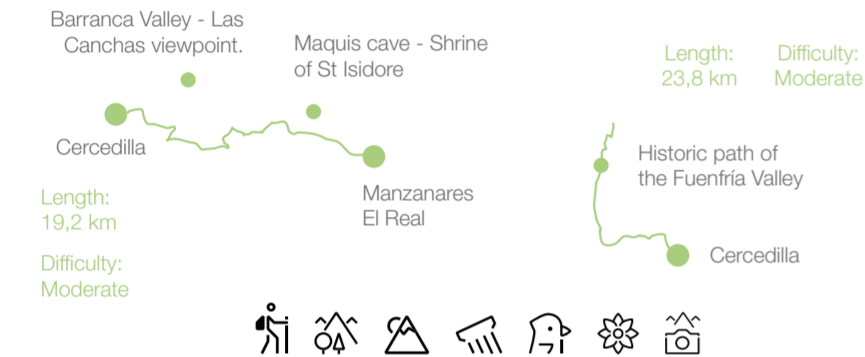 Barranca Valley - Las
Canchas viewpoint.
Maquis cave - Shrine
of St Isidore
Cercedilla
Manzanares
El Real
Length:
19,2 km
Difficulty:
Moderate
Length:
23,8 km
Difficulty:
Moderate
Historic path of
the Fuenfría Valley
Cercedilla